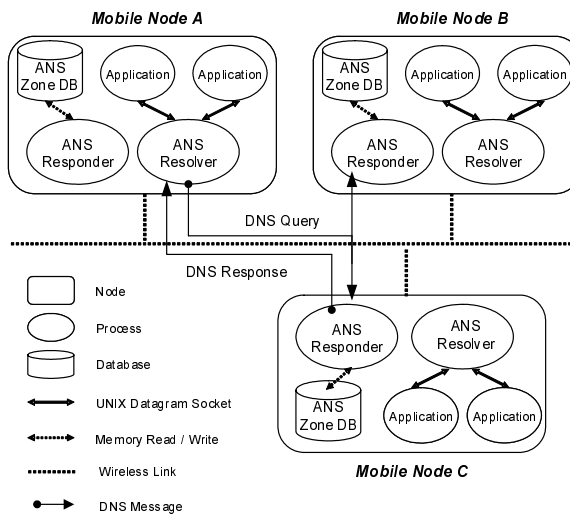 Mobile Node A
Mobile Node B
ANS
Zone DB
Application
Application
ANS
Responder
ANS
Resolver
ANS
Zone DB
Application
Application
ANS
Responder
ANS
Resolver
DNS Query
DNS Response
Node
Process
Database
UNIX Datagram Socket
Memory Read / Write
Wireless Link
DNS Message
ANS
Responder
ANS
Resolver
ANS
Zone DB
Application
Application
Mobile Node C